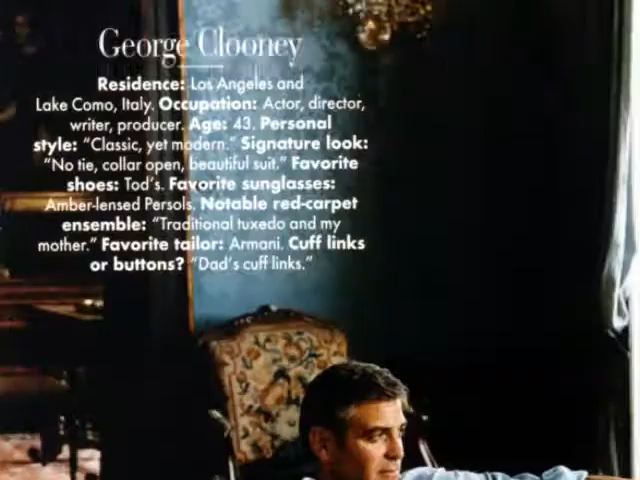 George Clooney
Residence: Los Angeles and
Lake Como, Italy. Occupation: Actor, director,
writer, producer. Age: 43. Personal
style: “Classic, yet modern.” Signature look:
“No tie, collar open, beautiful suit.” Favorite
shoes: Tod’s. Favorite sunglasses:
Amber-lensed Persols. Notable red-carpet
ensemble: “Traditional tuxedo and my
mother.” Favorite tailor: Armani. Cuff links
or buttons? “Dad’s cuff links.”